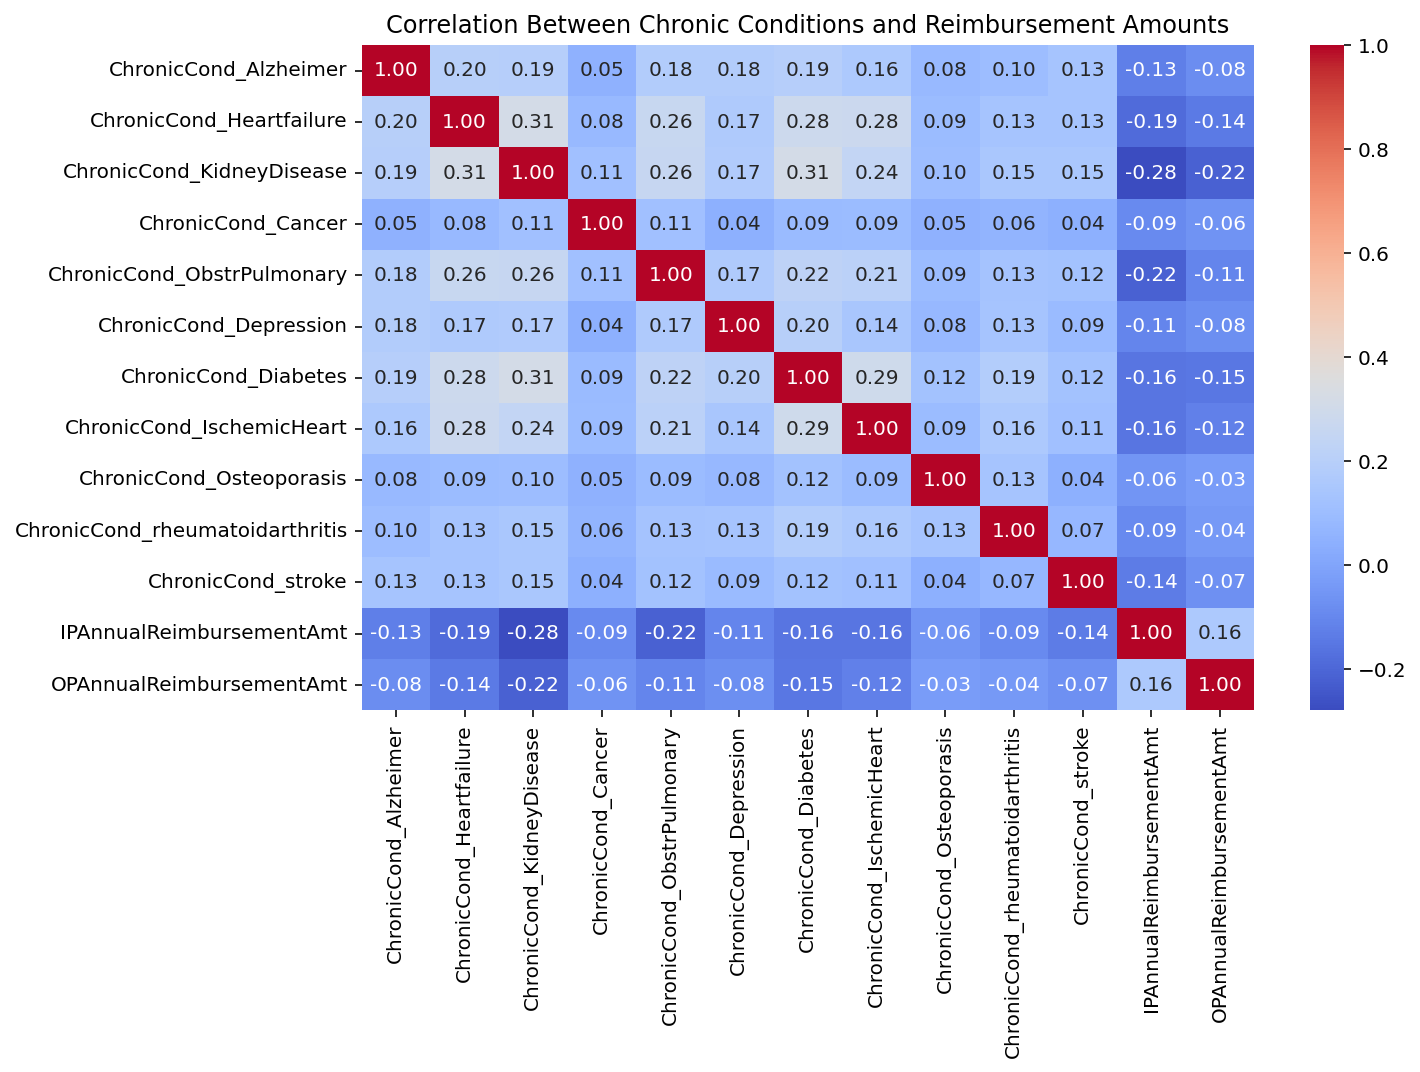 Correlation Between Chronic Conditions and Reimbursement Amounts
ChronicCond_Alzheimer 1.00 0.20 0.19 0.05 0.18 0.18 0.19 0.16 0.08 0.10 0.13 -0.13 -0.08
ChronicCond_Heartfailure 0.20 1.00 0.31 0.08 0.26 0.17 0.28 0.28 0.09 0.13 0.13 -0.19 -0.14
ChronicCond_KidneyDisease 0.19 0.31 1.00 0.11 0.26 0.17 0.31 0.24 0.10 0.15 0.15 -0.28 -0.22
ChronicCond_Cancer 0.05 0.08 0.11 1.00 0.11 0.04 0.09 0.09 0.05 0.06 0.04 -0.09 -0.06
ChronicCond_ObstrPulmonary 0.18 0.26 0.26 0.11 1.00 0.17 0.22 0.21 0.09 0.13 0.12 -0.22 -0.11
ChronicCond_Depression 0.18 0.17 0.17 0.04 0.17 1.00 0.20 0.14 0.08 0.13 0.09 -0.11 -0.08
ChronicCond_Diabetes 0.19 0.28 0.31 0.09 0.22 0.20 1.00 0.29 0.12 0.19 0.12 -0.16 -0.15
ChronicCond_IschemicHeart 0.16 0.28 0.24 0.09 0.21 0.14 0.29 1.00 0.09 0.16 0.11 -0.16 -0.12
ChronicCond_Osteoporasis 0.08 0.09 0.10 0.05 0.09 0.08 0.12 0.09 1.00 0.13 0.04 -0.06 -0.03
ChronicCond_rheumatoidarthritis 0.10 0.13 0.15 0.06 0.13 0.13 0.19 0.16 0.13 1.00 0.07 -0.09 -0.04
ChronicCond_stroke 0.13 0.13 0.15 0.04 0.12 0.09 0.12 0.11 0.04 0.07 1.00 -0.14 -0.07
IPAnnualReimbursementAmt -0.13 -0.19 -0.28 -0.09 -0.22 -0.11 -0.16 -0.16 -0.06 -0.09 -0.14 1.00 0.16
OPAnnualReimbursementAmt -0.08 -0.14 -0.22 -0.06 -0.11 -0.08 -0.15 -0.12 -0.03 -0.04 -0.07 0.16 1.00
ChronicCond_Alzheimer
ChronicCond_Heartfailure
ChronicCond_KidneyDisease
ChronicCond_Cancer
ChronicCond_ObstrPulmonary
ChronicCond_Depression
ChronicCond_Diabetes
ChronicCond_IschemicHeart
ChronicCond_Osteoporasis
ChronicCond_rheumatoidarthritis
ChronicCond_stroke
IPAnnualReimbursementAmt
OPAnnualReimbursementAmt
1.0
0.8
0.6
0.4
0.2
0.0
−0.2